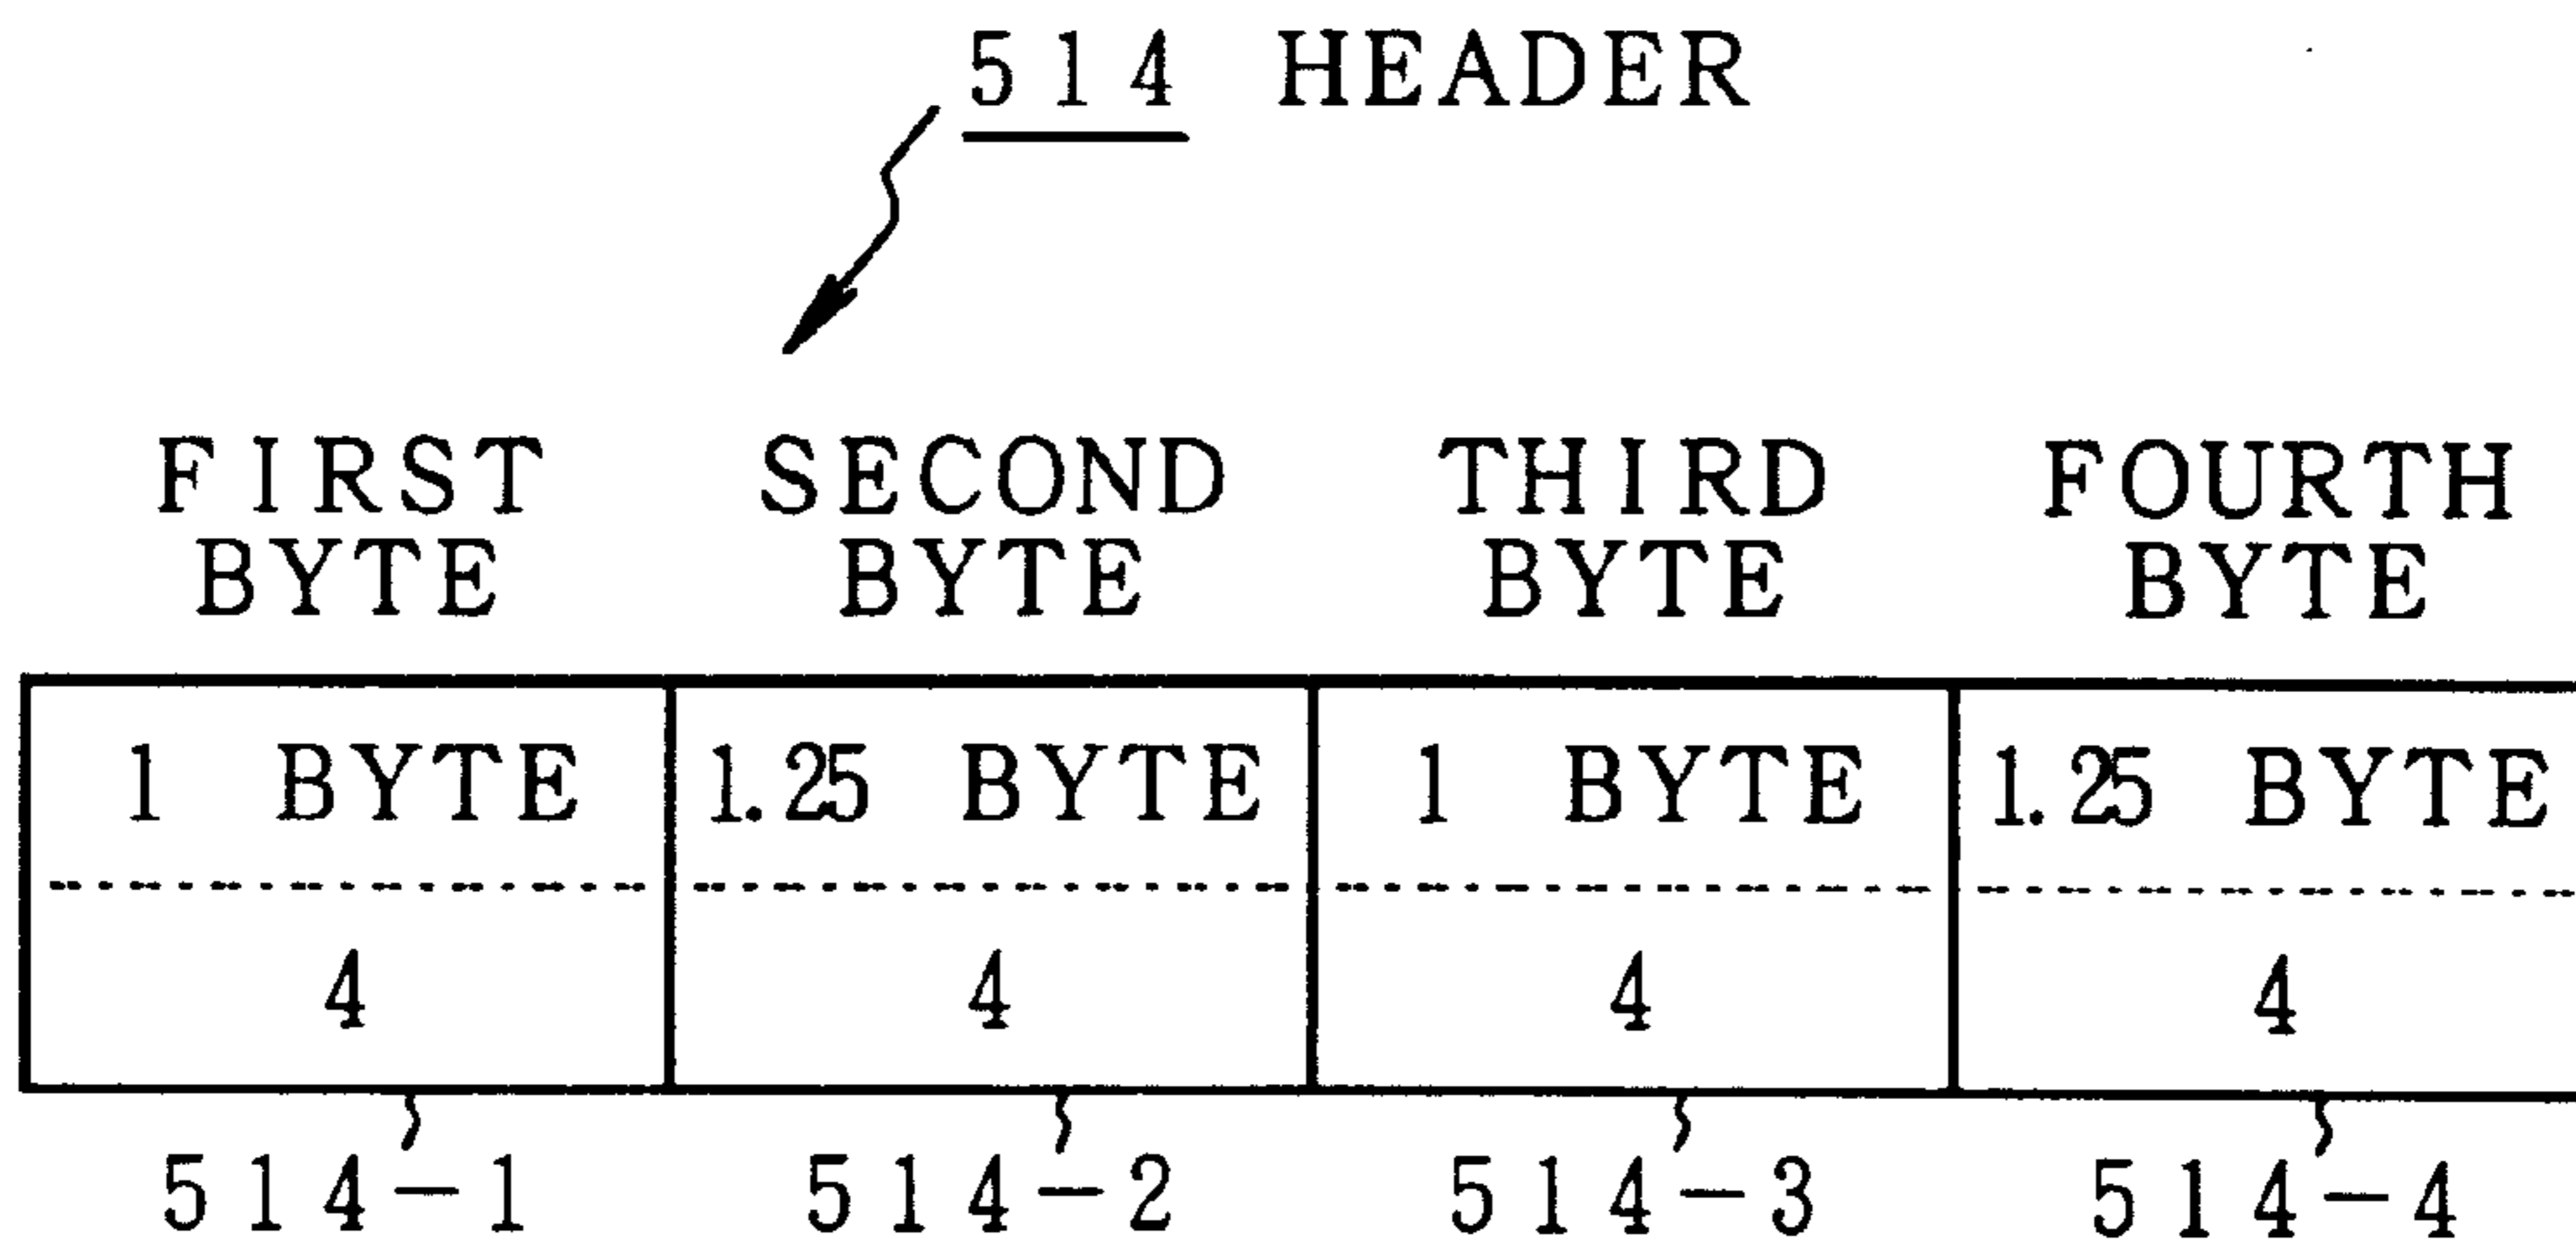 514 HEADER
FIRST BYTE SECOND BYTE THIRD BYTE FOURTH BYTE
1 BYTE 1.25 BYTE 1 BYTE 1.25 BYTE
4 4 4 4
514-1 514-2 514-3 514-4